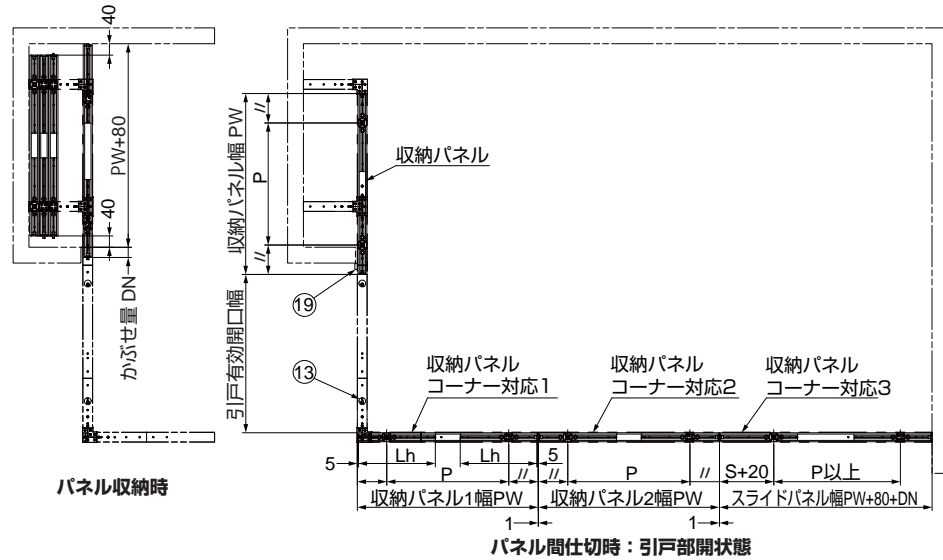 40
PW+80
40
かぶせ量 DN
パネル収納時
収納パネル幅 PW
〃
P
〃
収納パネル
引戸有効開口幅
19
13
収納パネル
コーナー対応1
収納パネル
コーナー対応2
収納パネル
コーナー対応3
5
Lh
Lh
5
P
〃
〃
P
〃
S+20
P以上
収納パネル1幅PW
収納パネル2幅PW
スライドパネル幅PW+80+DN
1
1
パネル間仕切時：引戸部開状態